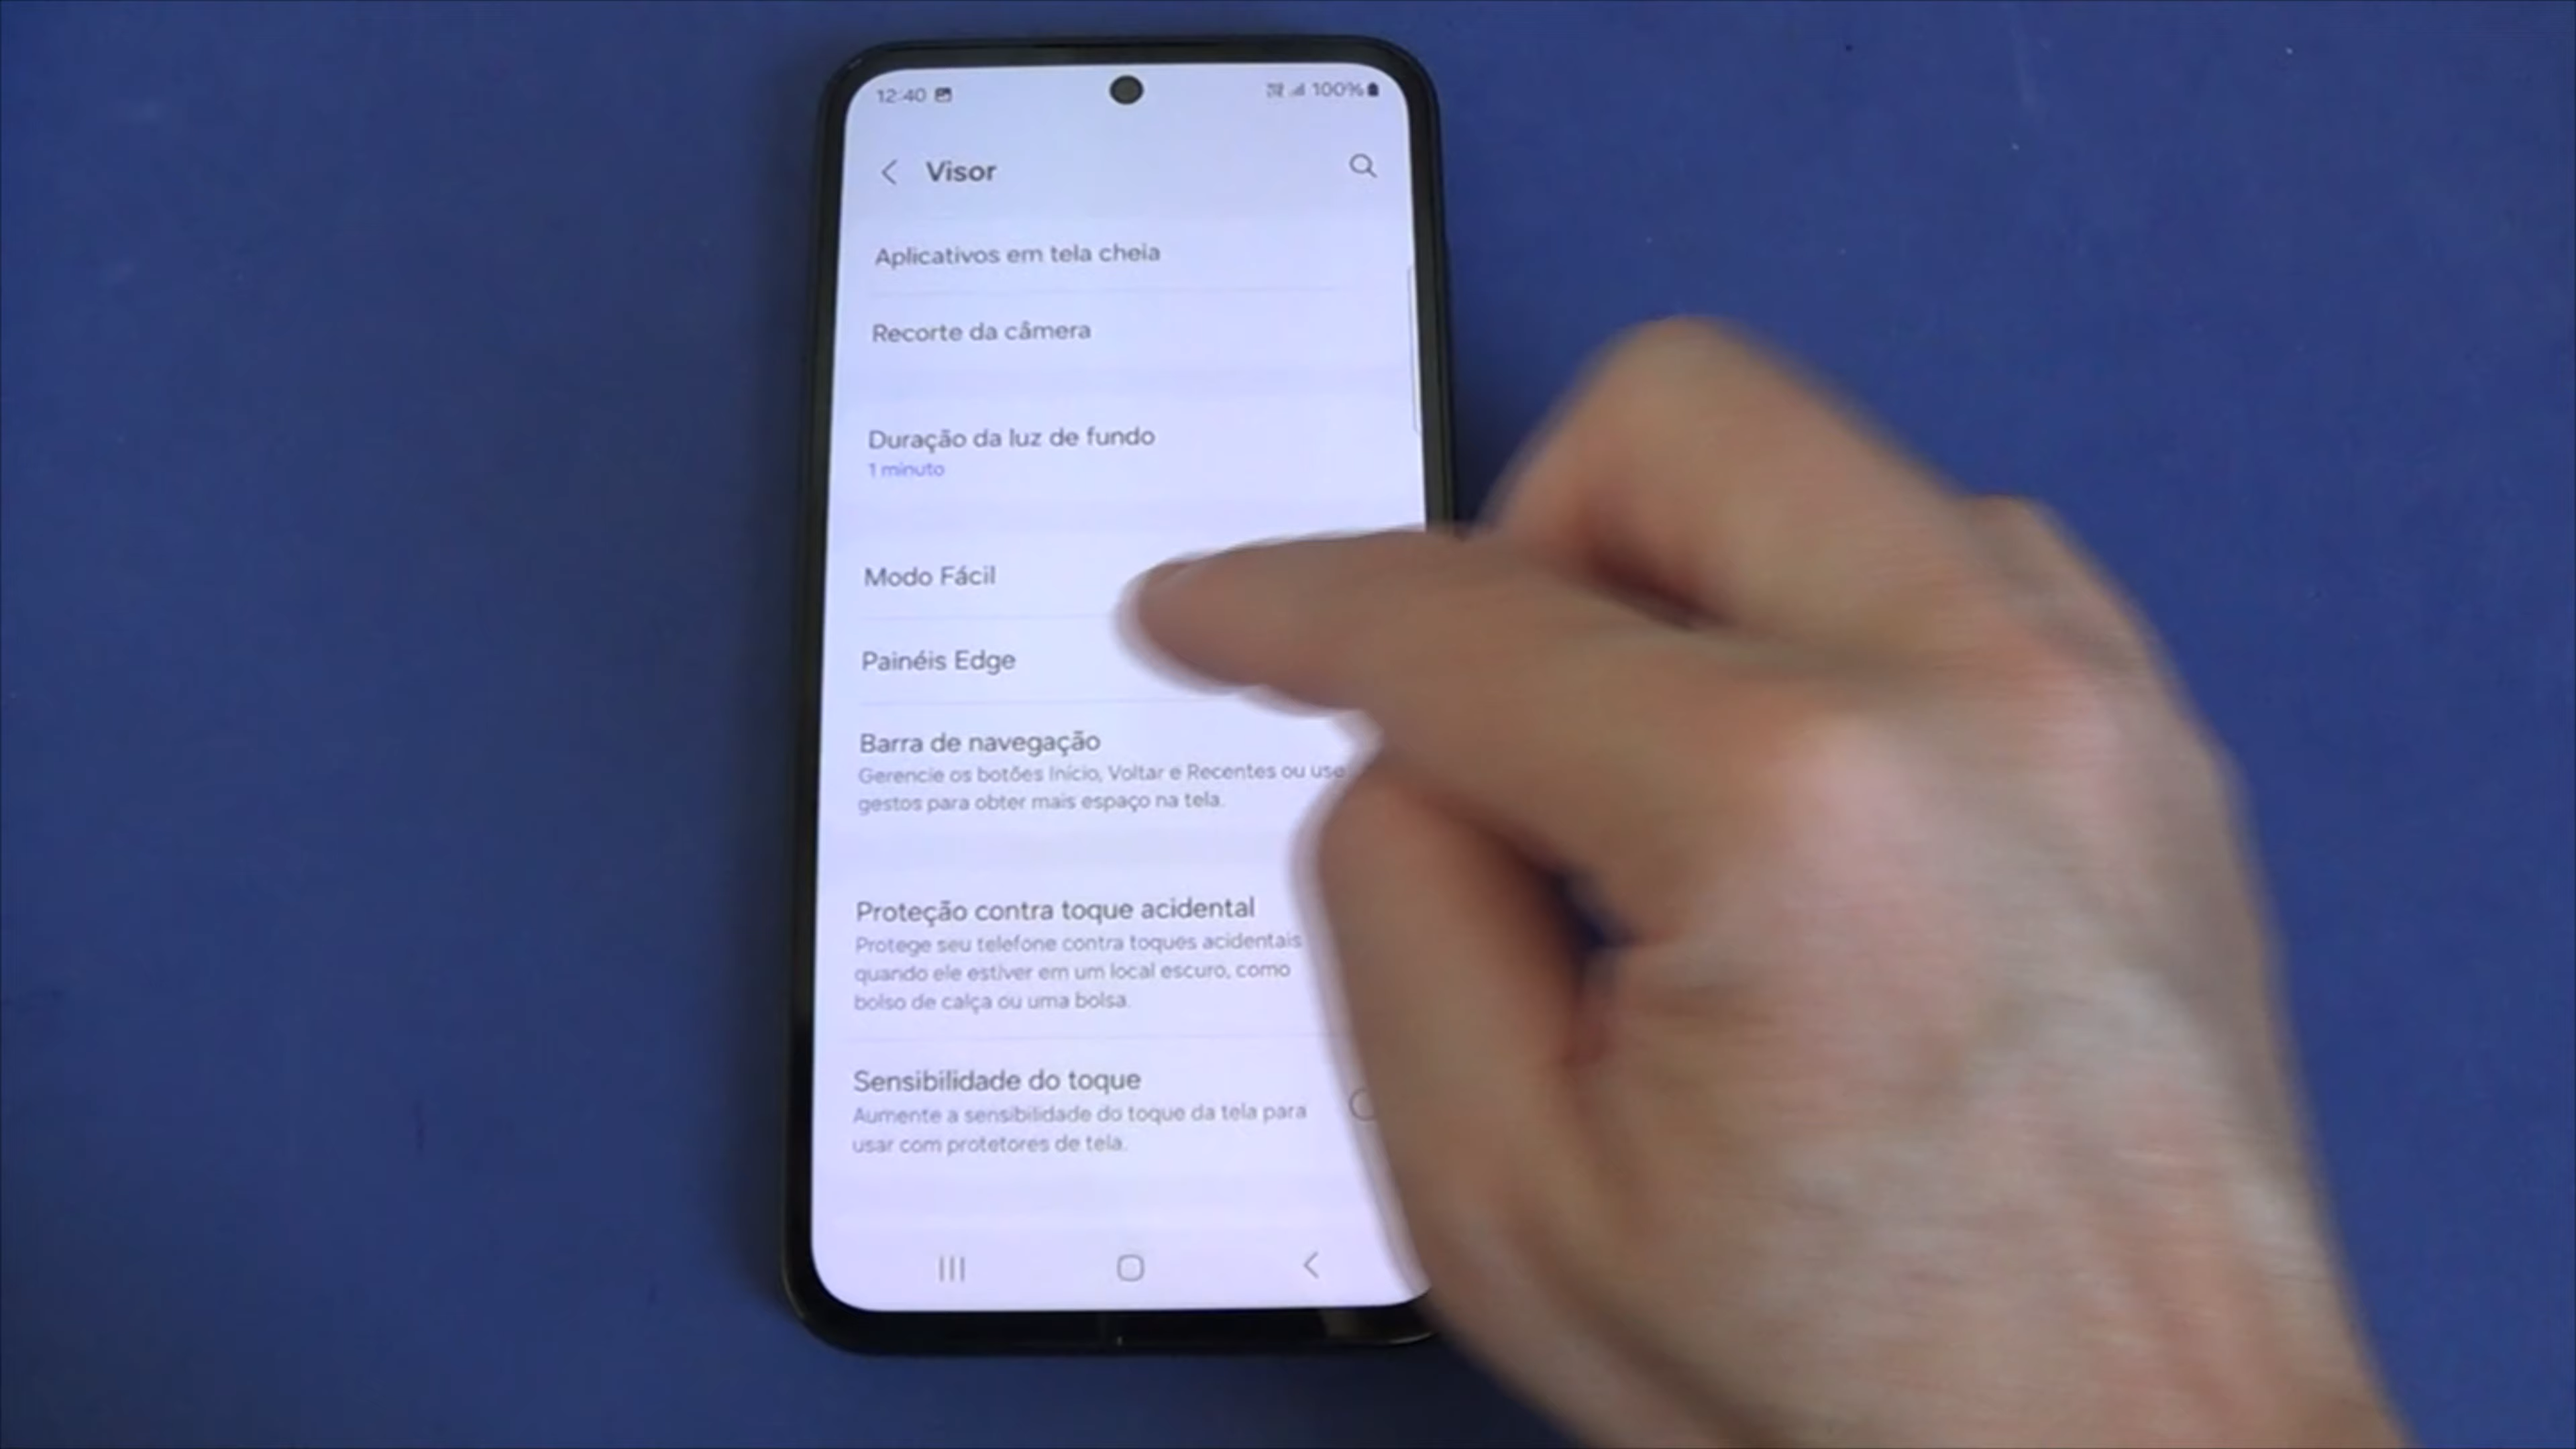 12:40
100%
Visor
Aplicativos em tela cheia
Recorte da câmera
Duração da luz de fundo
1 minuto
Modo Fácil
Painéis Edge
Barra de navegação
Gerencie os botões Início, Voltar e Recentes ou use
gestos para obter mais espaço na tela.
Proteção contra toque acidental
Protege seu telefone contra toques acidentais
quando ele estiver em um local escuro, como
bolso de calça ou uma bolsa.
Sensibilidade do toque
Aumente a sensibilidade do toque da tela para
usar com protetores de tela.